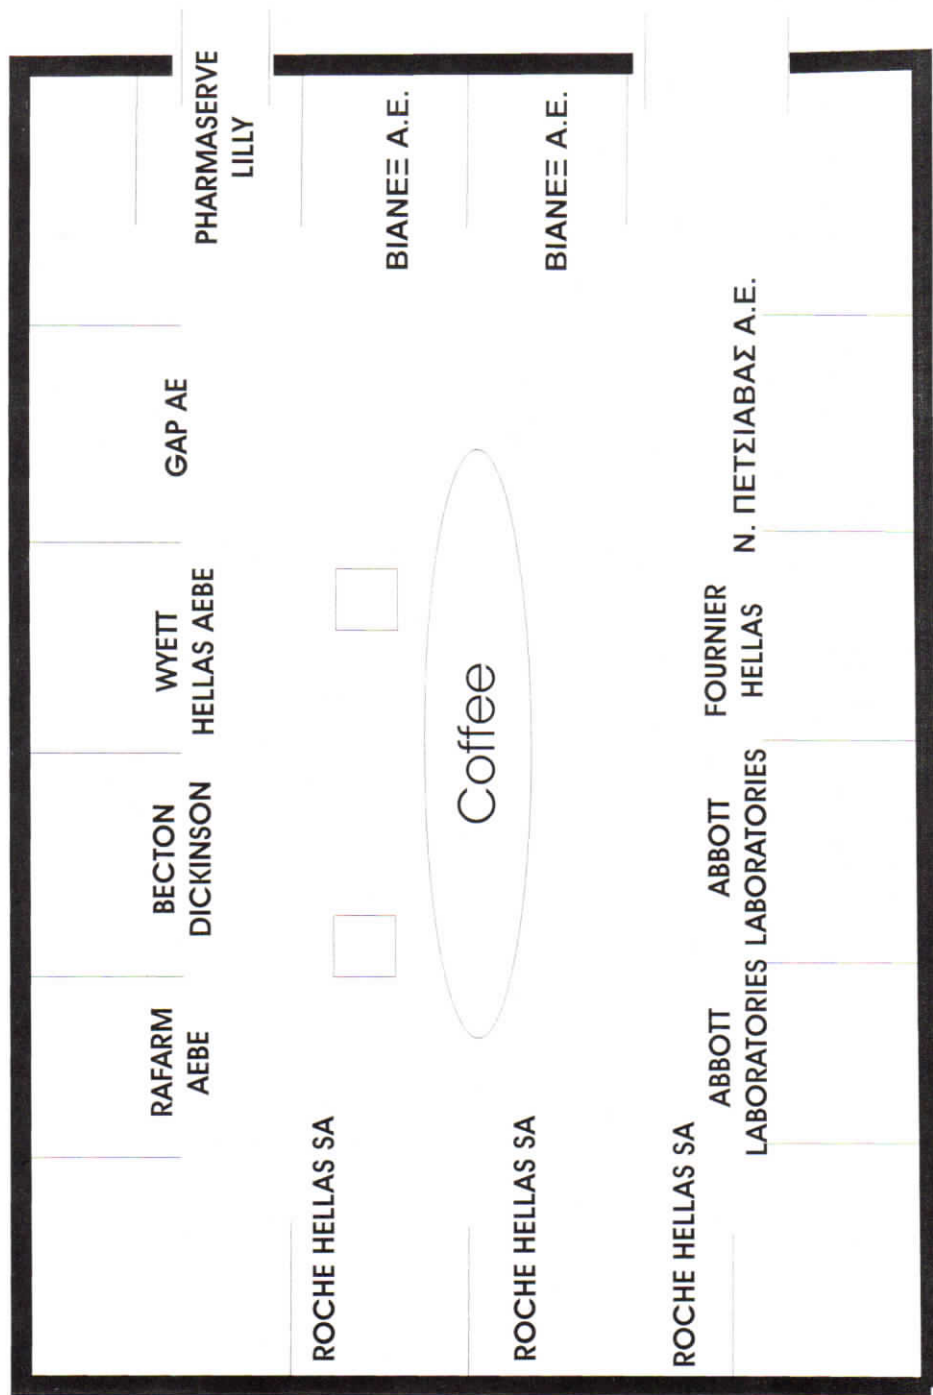 RAFARM
AEBE
BECTON
DICKINSON
WYETT
HELLAS AEBE
GAP AE
PHARMASERVE
LILLY
ROCHE HELLAS SA
ΒΙΑΝΕΞ Α.Ε.
Coffee
ROCHE HELLAS SA
ΒΙΑΝΕΞ Α.Ε.
ROCHE HELLAS SA
ABBOTT
LABORATORIES
ABBOTT
LABORATORIES
FOURNIER
HELLAS
Ν. ΠΕΤΣΙΑΒΑΣ Α.Ε.